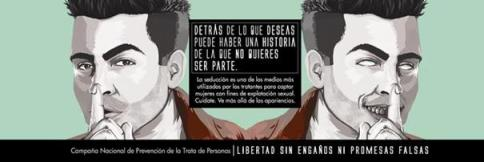 DETRÁS DE LO QUE DESEAS
PUEDE HABER UNA HISTORIA
DE LA QUE NO QUIERES
SER PARTE.
La seducción es uno de los medios más
utilizados por los tratantes para captar
mujeres con fines de explotación sexual.
Cuídate. Ve más allá de las apariencias.
Campaña Nacional de Prevención de la Trata de Personas | LIBERTAD SIN ENGAÑOS NI PROMESAS FALSAS